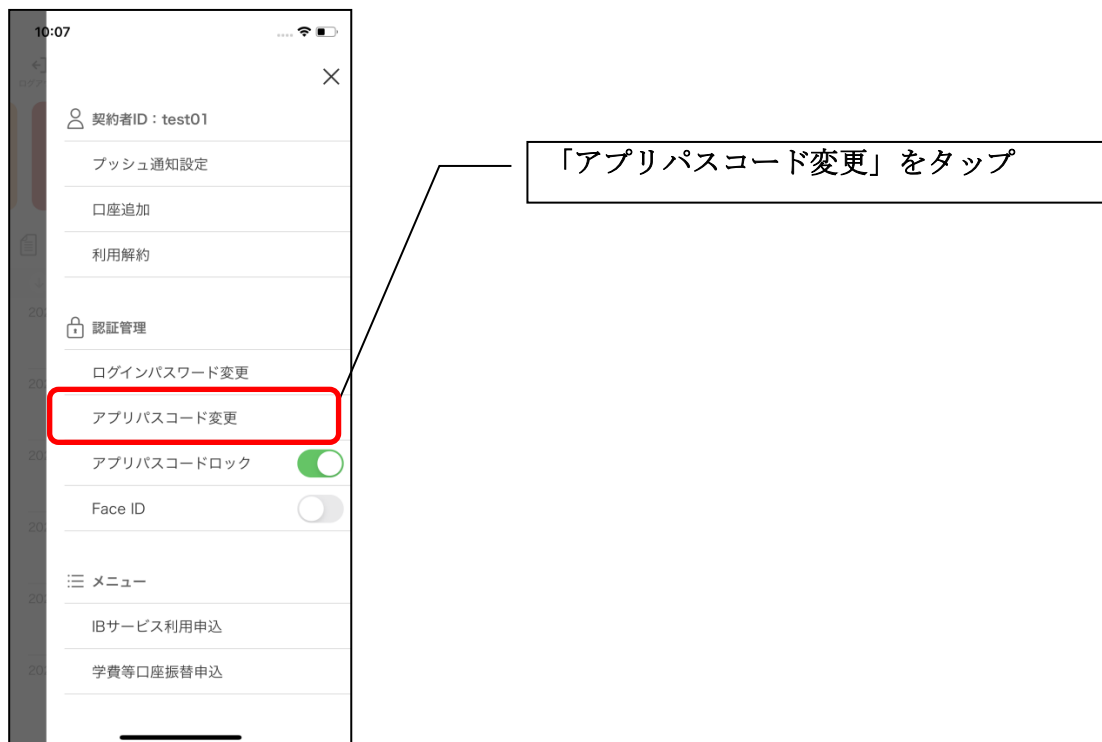 10:07
契約者ID：test01
プッシュ通知設定
口座追加
利用解約
認証管理
ログインパスワード変更
アプリパスコード変更
アプリパスコードロック
Face ID
メニュー
IBサービス利用申込
学費等口座振替申込
「アプリパスコード変更」をタップ